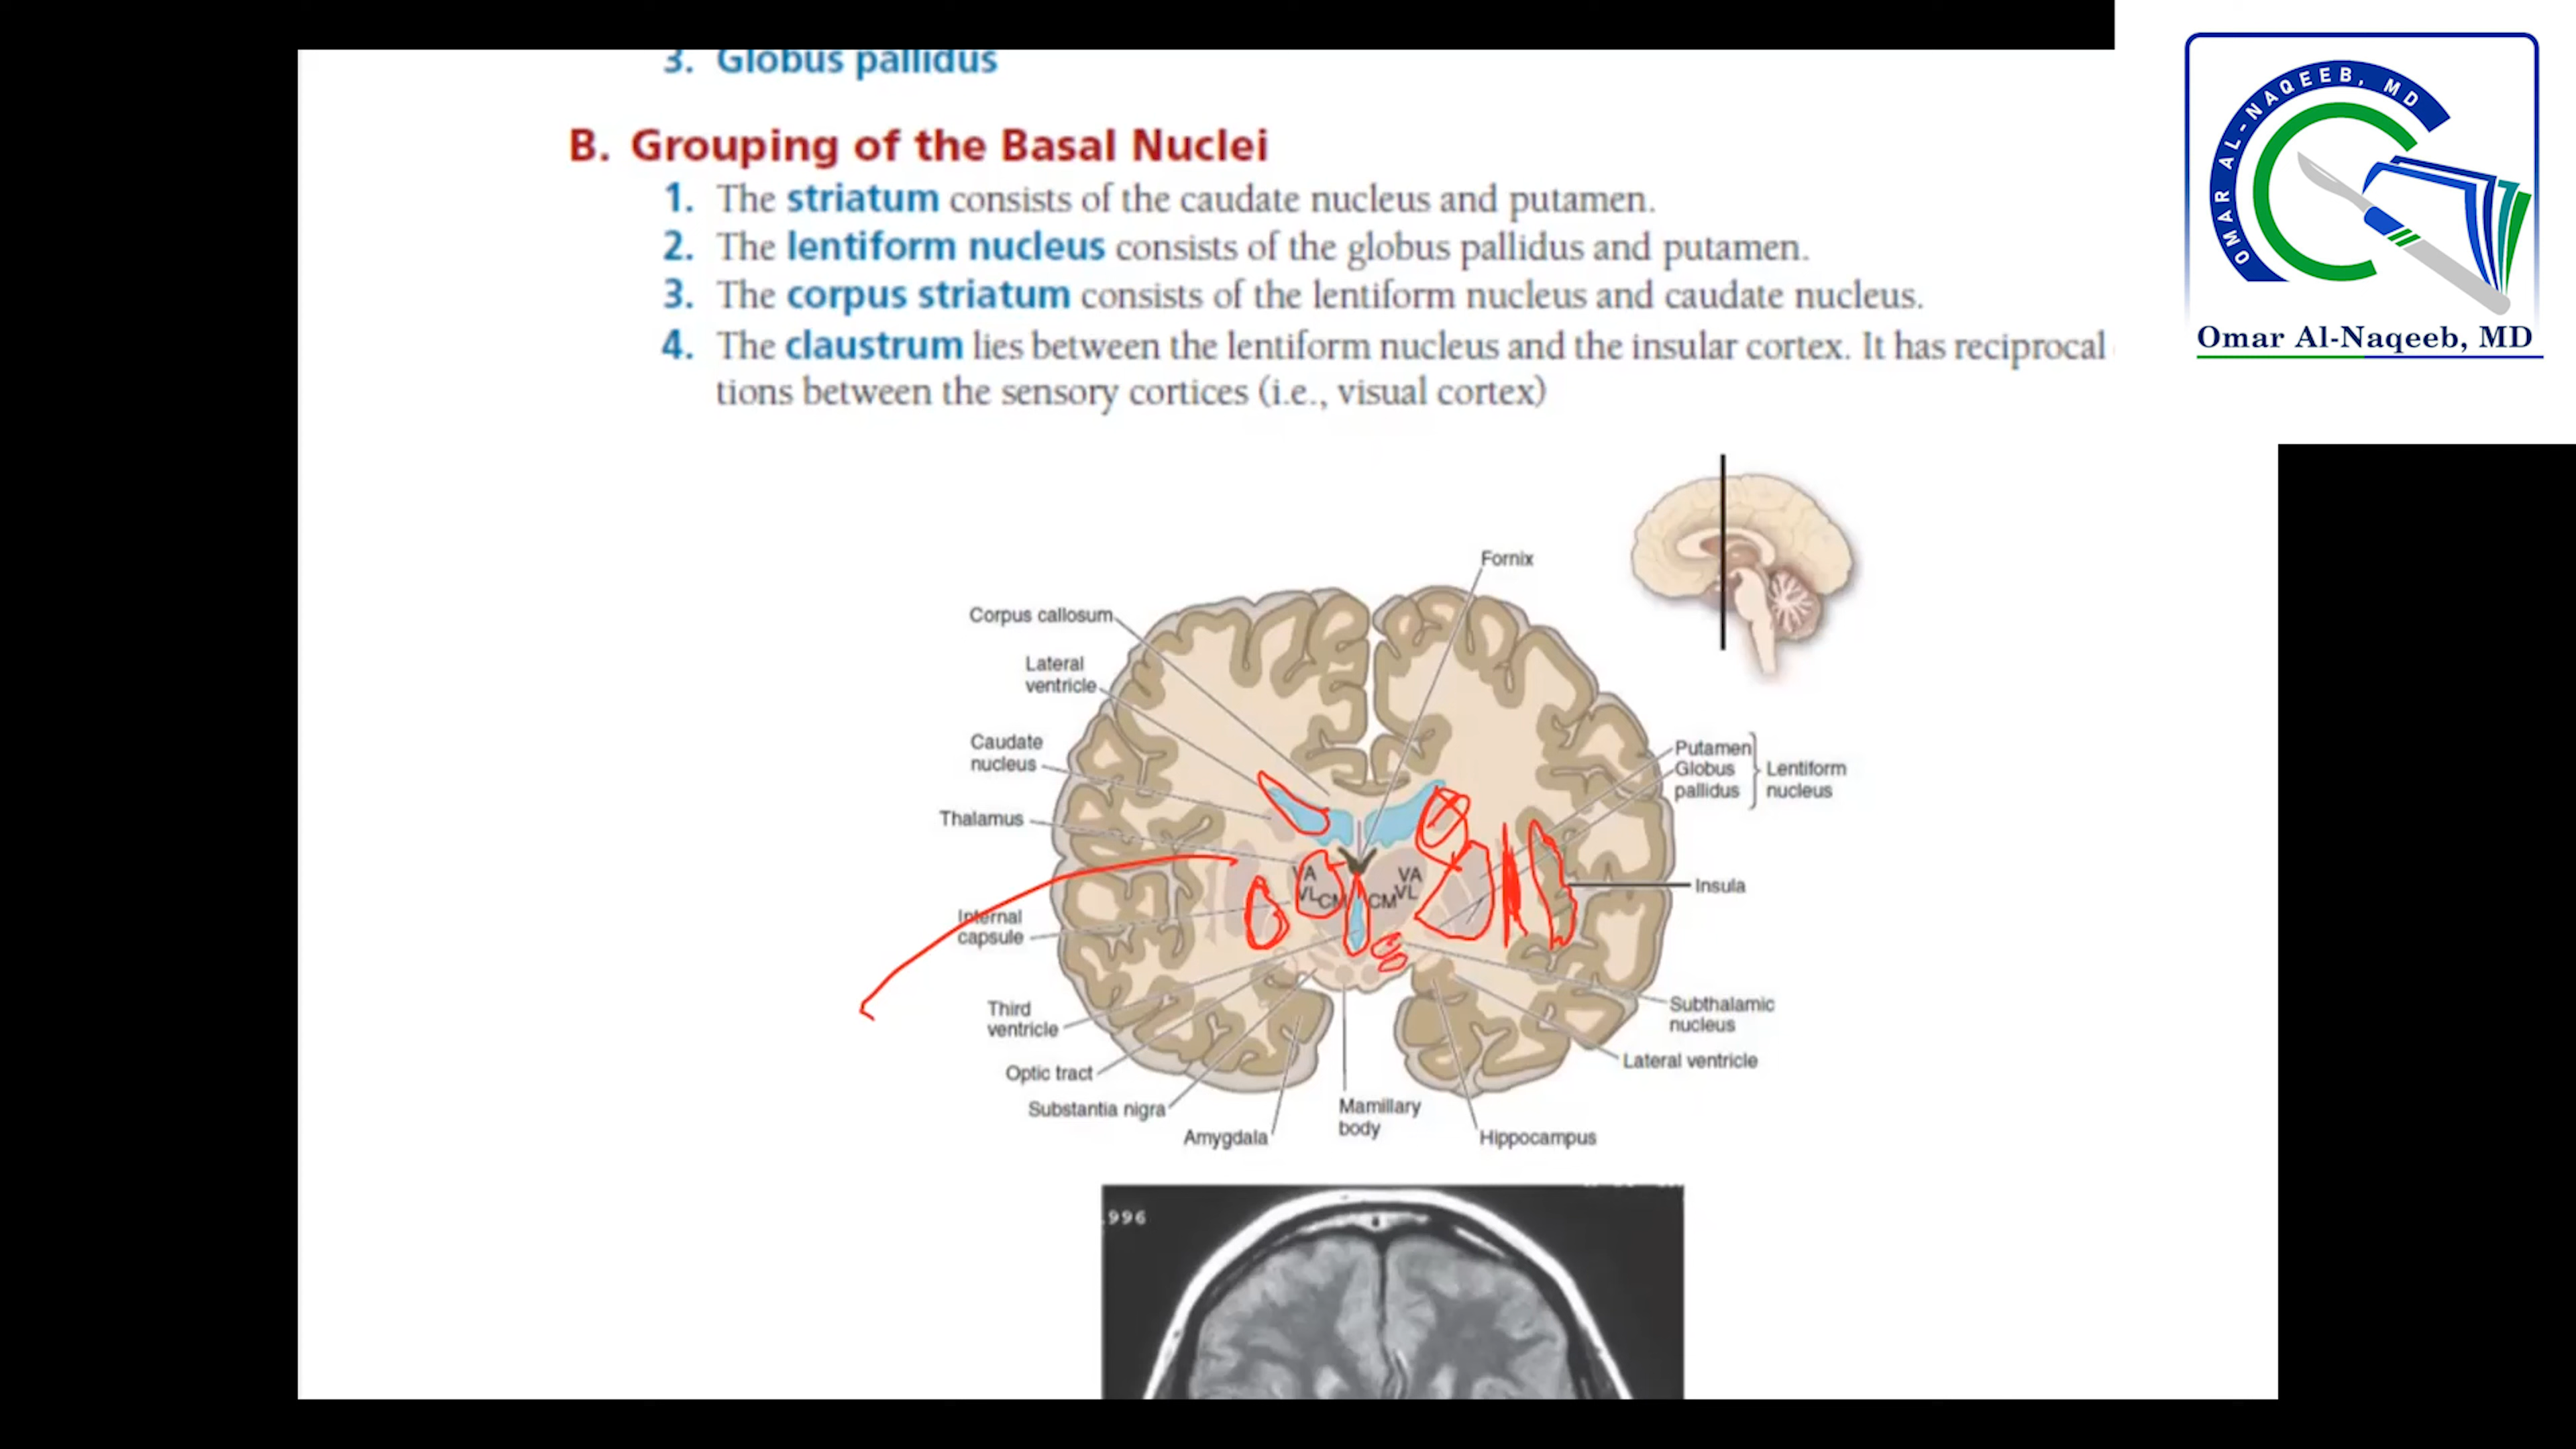 3. Globus pallidus
B. Grouping of the Basal Nuclei
1. The striatum consists of the caudate nucleus and putamen.
2. The lentiform nucleus consists of the globus pallidus and putamen.
3. The corpus striatum consists of the lentiform nucleus and caudate nucleus.
4. The claustrum lies between the lentiform nucleus and the insular cortex. It has reciprocal
tions between the sensory cortices (i.e., visual cortex)
OMAR AL-NAQEEB, MD
Omar Al-Naqeeb, MD
Fornix
Corpus callosum
Lateral
ventricle
Caudate
nucleus
Thalamus
Internal
capsule
Third
ventricle
Optic tract
Substantia nigra
Amygdala
Mamillary
body
Hippocampus
Lateral ventricle
Subthalamic
nucleus
Insula
Putamen
Globus
pallidus
Lentiform
nucleus
VA
VL
CM
VA
VL
CM
996